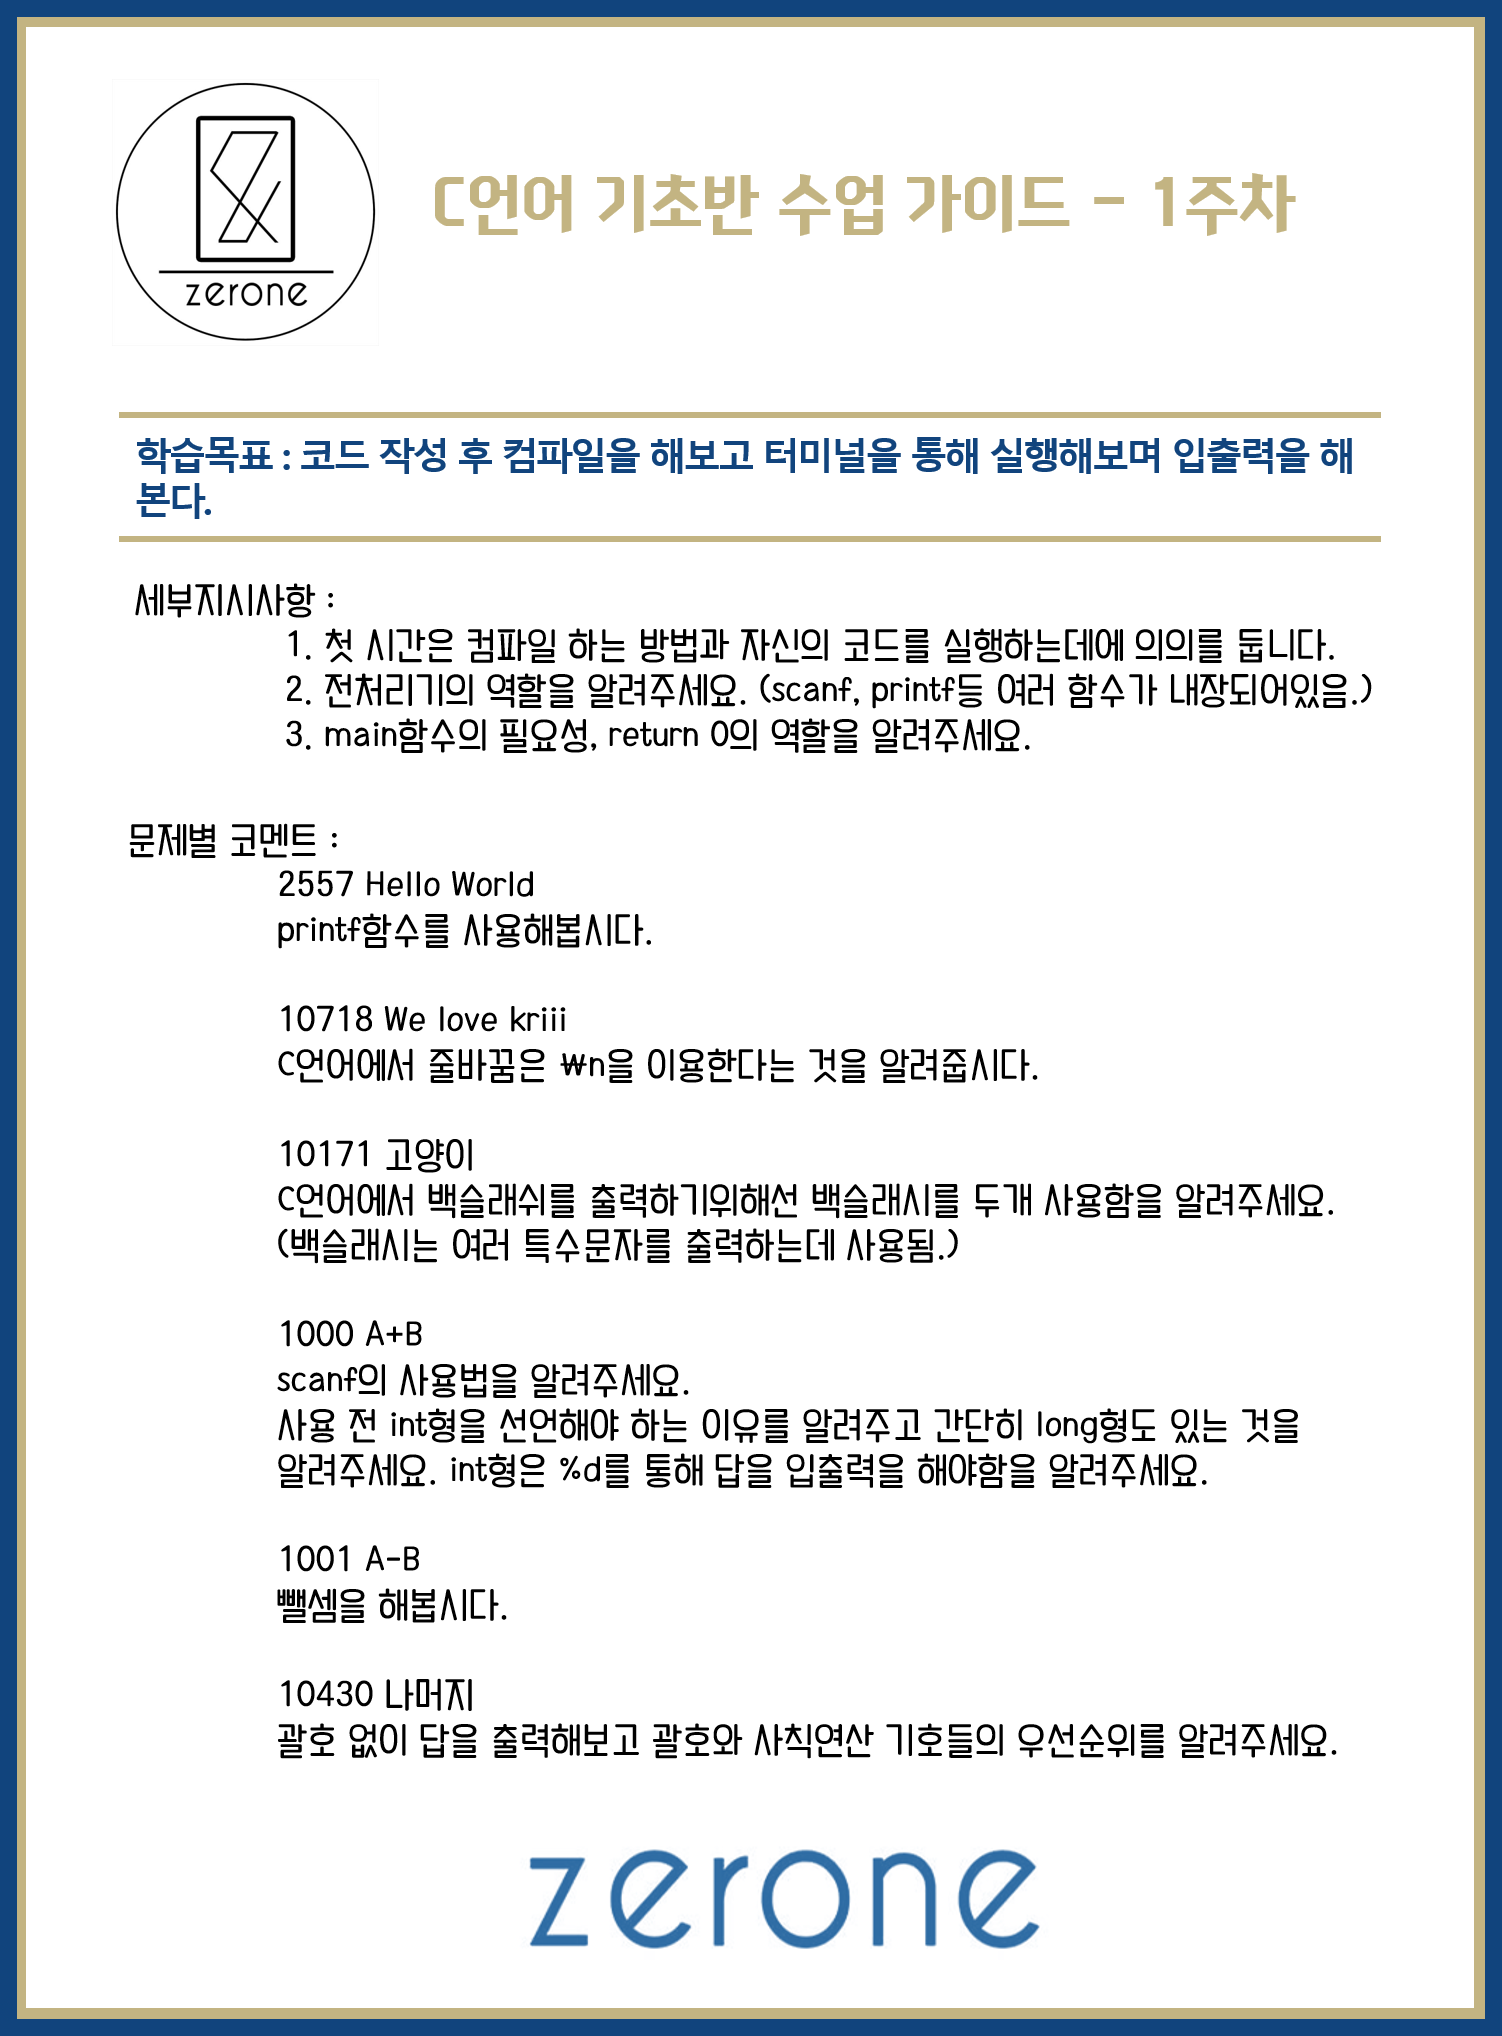 zerone
C언어 기초반 수업 가이드 - 1주차
학습목표 : 코드 작성 후 컴파일을 해보고 터미널을 통해 실행해보며 입출력을 해
본다.
세부지시사항 :
1. 첫 시간은 컴파일 하는 방법과 자신의 코드를 실행하는데에 의의를 둡니다.
2. 전처리기의 역할을 알려주세요. (scanf, printf등 여러 함수가 내장되어있음.)
3. main함수의 필요성, return 0의 역할을 알려주세요.
문제별 코멘트 :
2557 Hello World
printf함수를 사용해봅시다.
10718 We love kriii
C언어에서 줄바꿈은 ₩n을 이용한다는 것을 알려줍시다.
10171 고양이
C언어에서 백슬래쉬를 출력하기위해선 백슬래시를 두개 사용함을 알려주세요.
(백슬래시는 여러 특수문자를 출력하는데 사용됨.)
1000 A+B
scanf의 사용법을 알려주세요.
사용 전 int형을 선언해야 하는 이유를 알려주고 간단히 long형도 있는 것을
알려주세요. int형은 %d를 통해 답을 입출력을 해야함을 알려주세요.
1001 A-B
뺄셈을 해봅시다.
10430 나머지
괄호 없이 답을 출력해보고 괄호와 사칙연산 기호들의 우선순위를 알려주세요.
zerone